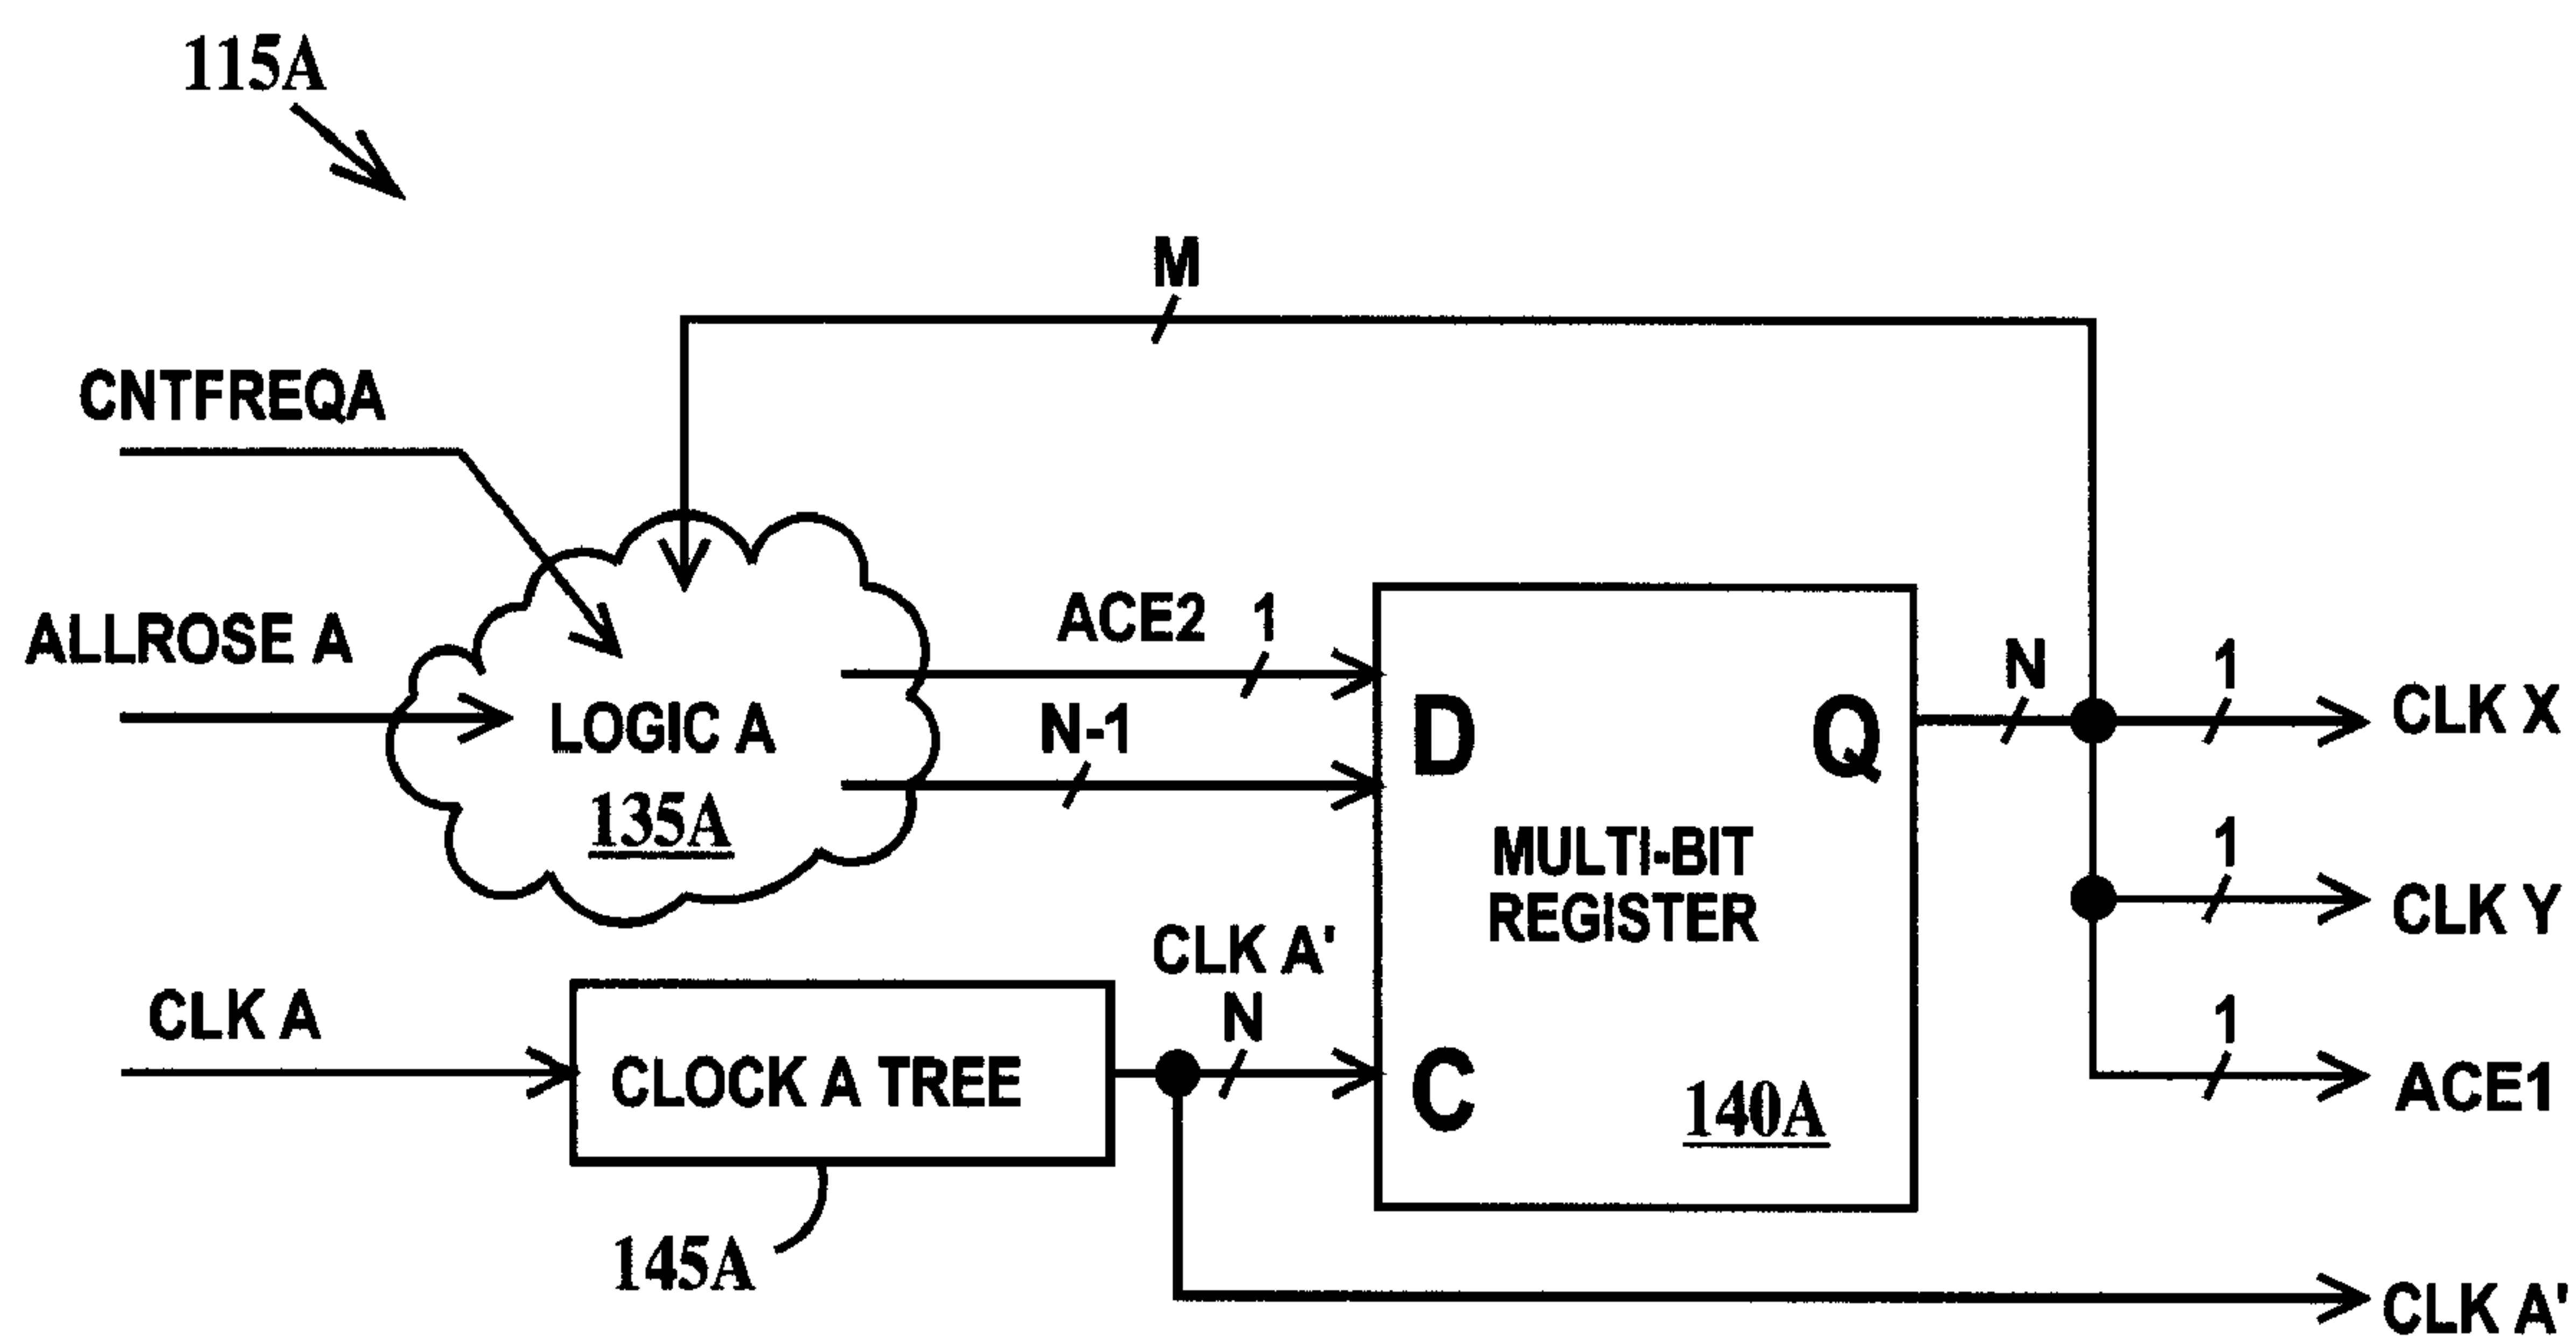 115A
M
CNTFREQA
ALLROSE A
ACE2 1
N-1
LOGIC A
135A
D
Q
N
1
CLK X
MULTI-BIT
REGISTER
1
CLK Y
CLK A'
N
CLK A
CLOCK A TREE
C
140A
1
ACE1
145A
CLK A'